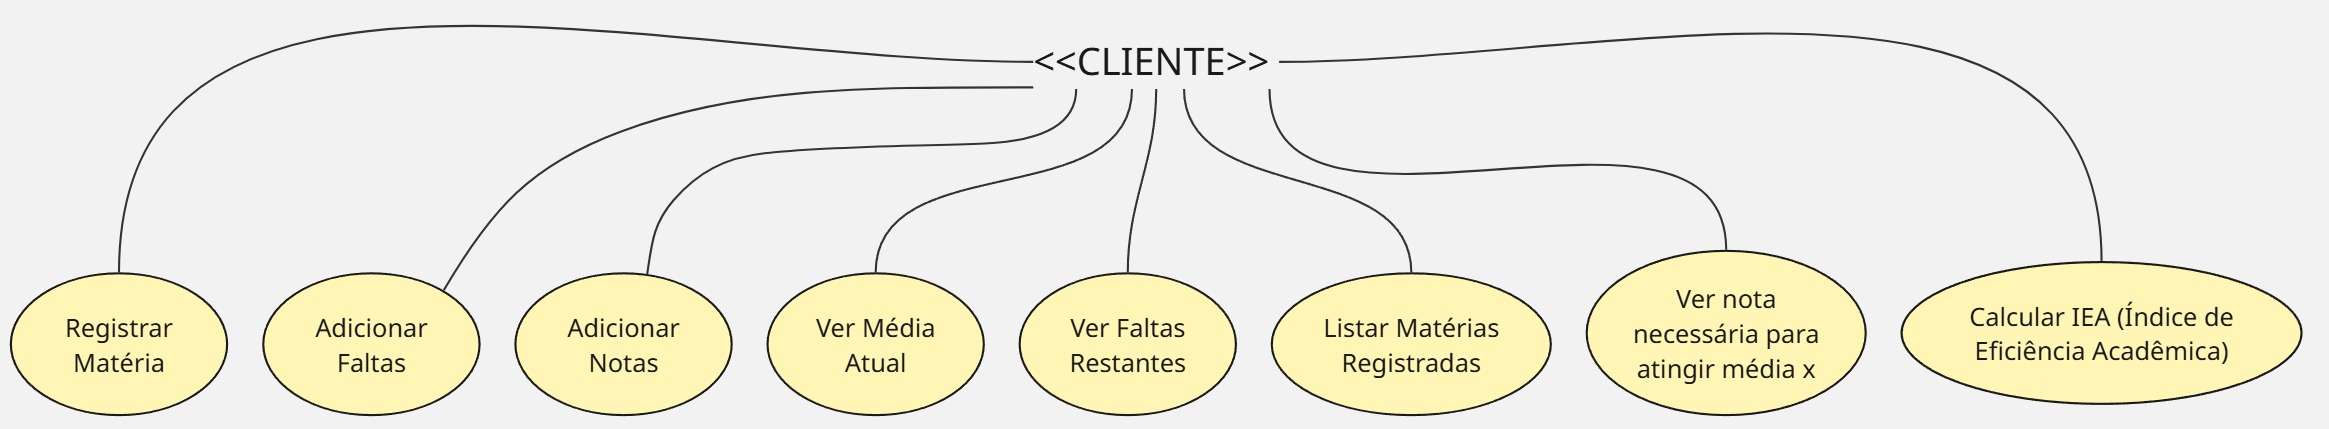 <<CLIENTE>>
Registrar
Matéria
Adicionar
Faltas
Adicionar
Notas
Ver Média
Atual
Ver Faltas
Restantes
Listar Matérias
Registradas
Ver nota
necessária para
atingir média x
Calcular IEA (Índice de
Eficiência Acadêmica)